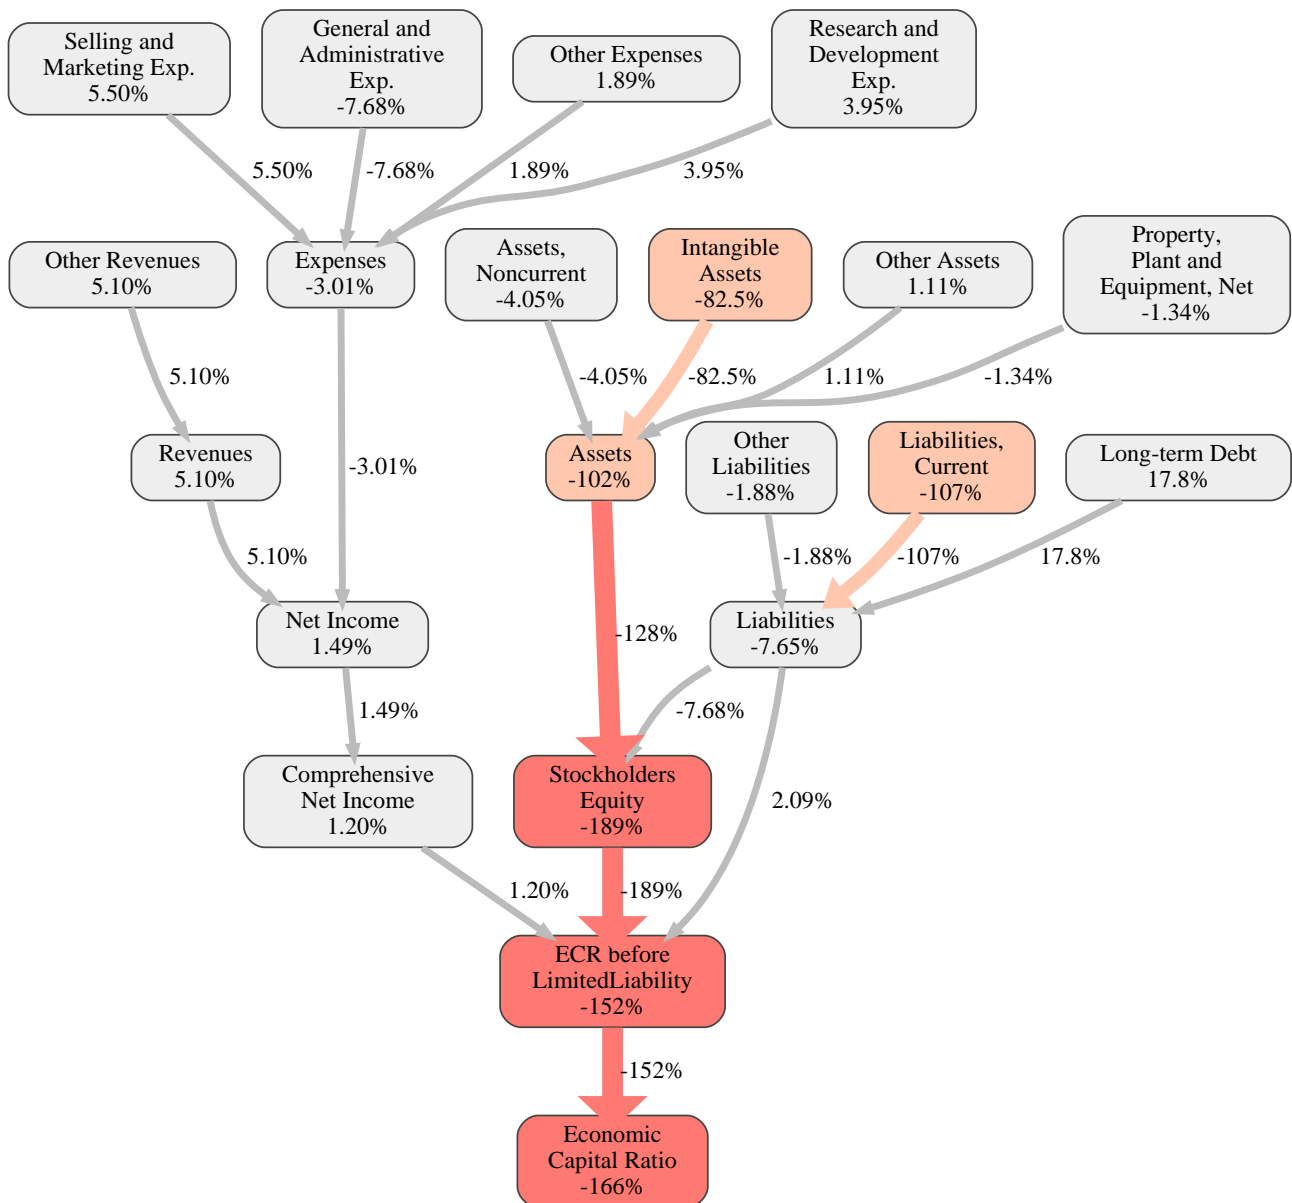 Selling and
Marketing Exp.
5.50%
General and
Administrative
Exp.
-7.68%
Other Expenses
1.89%
Research and
Development
Exp.
3.95%
5.50%
-7.68%
1.89%
3.95%
Other Revenues
5.10%
Expenses
-3.01%
Assets,
Noncurrent
-4.05%
Intangible
Assets
-82.5%
Other Assets
1.11%
Property,
Plant and
Equipment, Net
-1.34%
5.10%
-4.05%
-82.5%
1.11%
-1.34%
Revenues
5.10%
-3.01%
Assets
-102%
Other
Liabilities
-1.88%
Liabilities,
Current
-107%
Long-term Debt
17.8%
5.10%
-1.88%
-107%
17.8%
Net Income
1.49%
-128%
Liabilities
-7.65%
1.49%
-7.68%
Comprehensive
Net Income
1.20%
Stockholders
Equity
-189%
2.09%
1.20%
-189%
ECR before
LimitedLiability
-152%
-152%
Economic
Capital Ratio
-166%